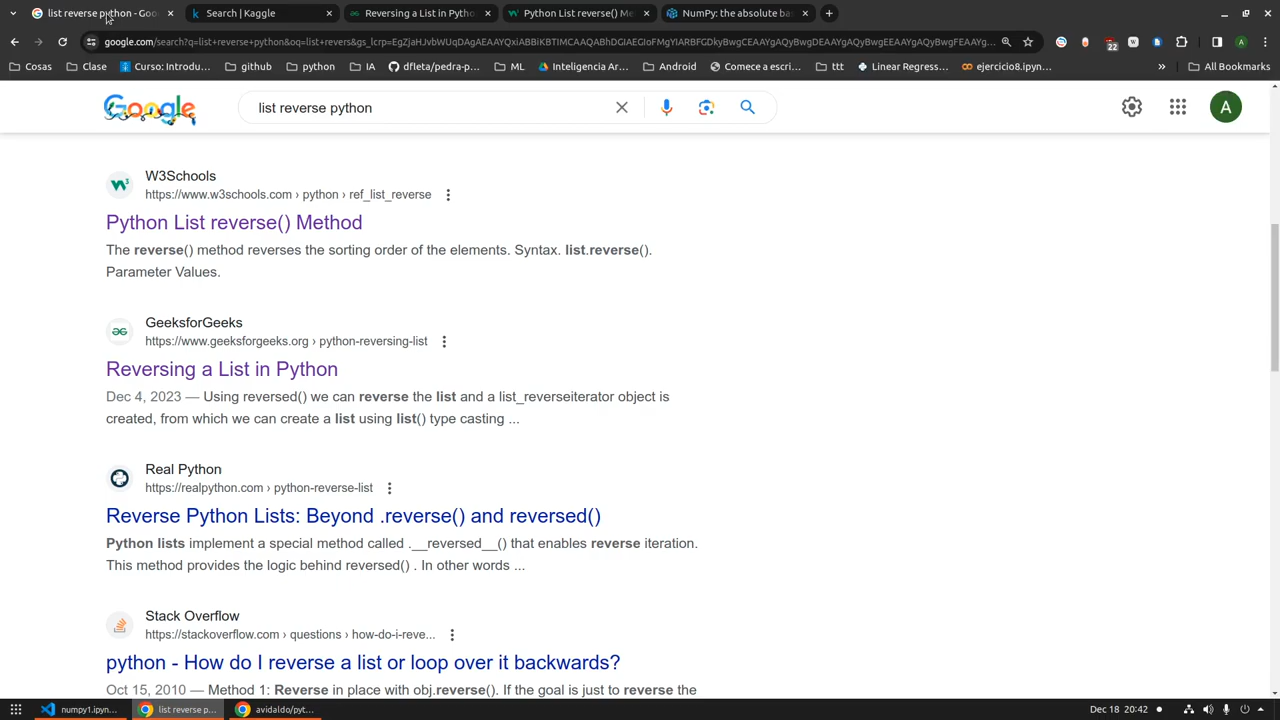 list reverse python - Goo
Search | Kaggle
Reversing a List in Pytho
Python List reverse() Me
NumPy: the absolute bas
google.com/search?q=list+reverse+python&oq=list+revers&gs_lcrp=EgZjaHJvbWUqDAgAEAAYQxiABBiKBTIMCAAQABhDGIAEGIoFMgYIARBFGDkyBwgCEAAYgAQyBwgDEAAYgAQyBwgEEAAYgAQyBwgFEAAYg...
22
A
Cosas
Clase
Curso: Introdu...
github
python
IA
dfleta/pedra-p...
ML
Inteligencia Ar...
Android
Comece a escri...
ttt
Linear Regress...
ejercicio8.ipyn...
»
All Bookmarks
Google
list reverse python
A
W3Schools
https://www.w3schools.com › python › ref_list_reverse
Python List reverse() Method
The reverse() method reverses the sorting order of the elements. Syntax. list.reverse().
Parameter Values.
GeeksforGeeks
https://www.geeksforgeeks.org › python-reversing-list
Reversing a List in Python
Dec 4, 2023 — Using reversed() we can reverse the list and a list_reverseiterator object is
created, from which we can create a list using list() type casting ...
Real Python
https://realpython.com › python-reverse-list
Reverse Python Lists: Beyond .reverse() and reversed()
Python lists implement a special method called .__reversed__() that enables reverse iteration.
This method provides the logic behind reversed() . In other words ...
Stack Overflow
https://stackoverflow.com › questions › how-do-i-reve...
python - How do I reverse a list or loop over it backwards?
Oct 15, 2010 — Method 1: Reverse in place with obj.reverse(). If the goal is just to reverse the
numpy1.ipyn...
list reverse p...
avidaldo/pyt...
Dec 18 20:42